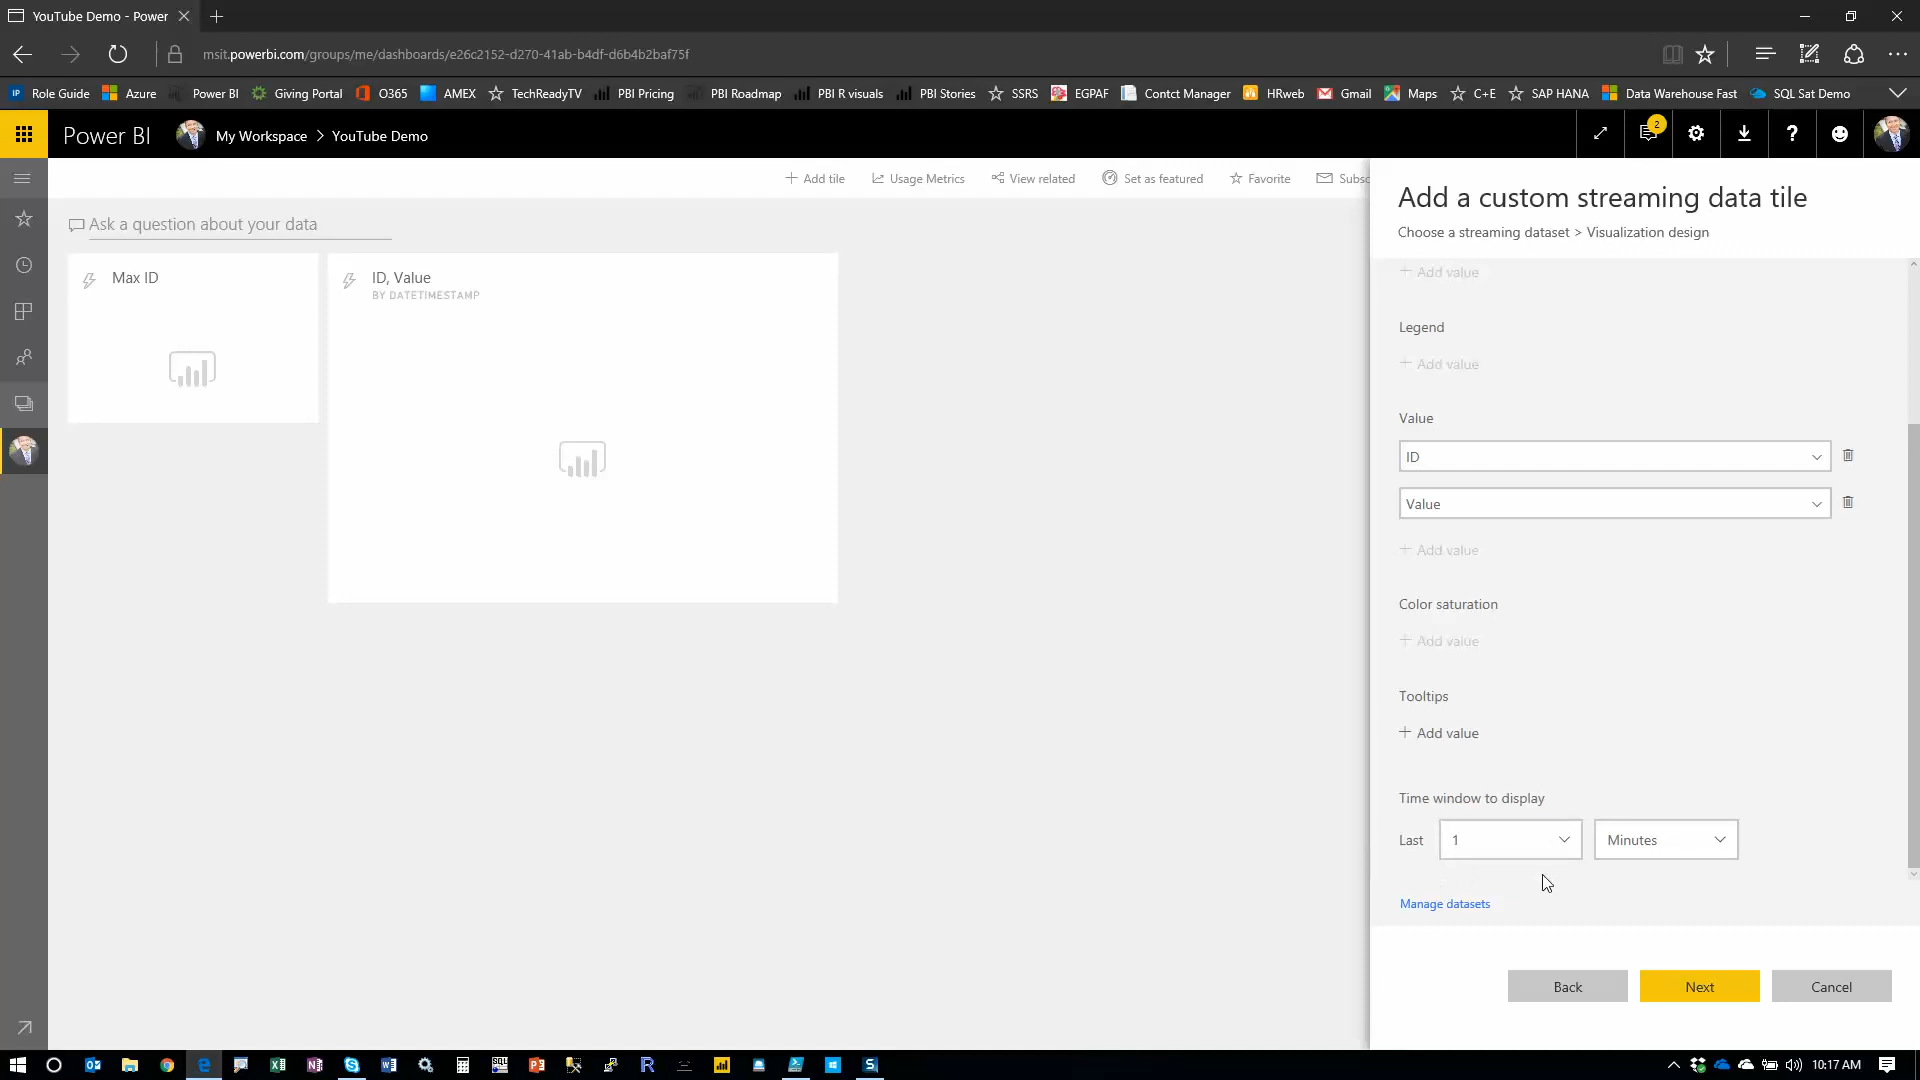 YouTube Demo - Power
msit.powerbi.com/groups/me/dashboards/e26c2152-d270-41ab-b4df-d6b4b2baf75f
IP Role Guide Azure Power BI Giving Portal O365 AMEX TechReadyTV PBI Pricing PBI Roadmap PBI R visuals PBI Stories SSRS EGPAF Contct Manager HRweb Gmail Maps C+E SAP HANA Data Warehouse Fast SQL Sat Demo
Power BI My Workspace > YouTube Demo 2 ?
+ Add tile Usage Metrics View related Set as featured Favorite Subsc
Ask a question about your data
Max ID
ID, Value
BY DATETIMESTAMP
Add a custom streaming data tile
Choose a streaming dataset > Visualization design
+ Add value
Legend
+ Add value
Value
ID
Value
+ Add value
Color saturation
+ Add value
Tooltips
+ Add value
Time window to display
Last 1 Minutes
Manage datasets
Back Next Cancel
10:17 AM